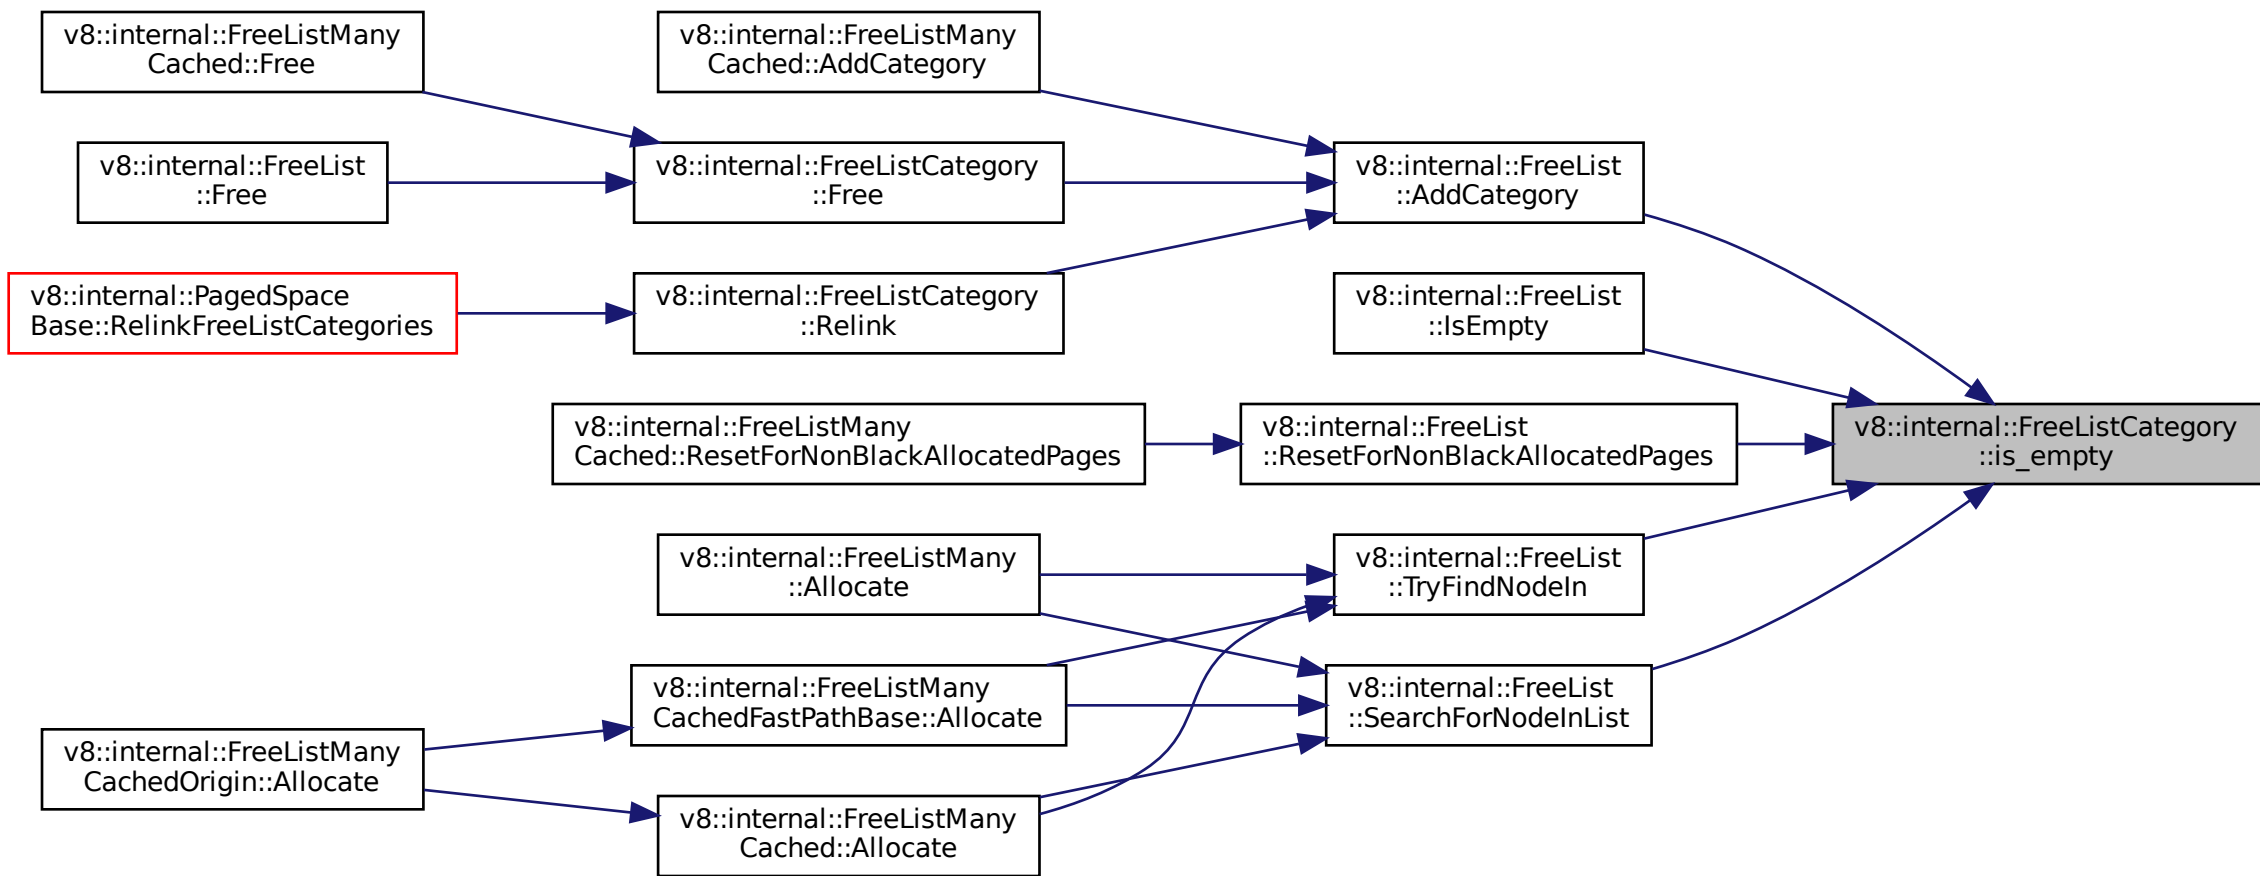 v8::internal::FreeListMany
Cached::Free
v8::internal::FreeListMany
Cached::AddCategory
v8::internal::FreeList
::Free
v8::internal::FreeListCategory
::Free
v8::internal::FreeList
::AddCategory
v8::internal::PagedSpace
Base::RelinkFreeListCategories
v8::internal::FreeListCategory
::Relink
v8::internal::FreeList
::IsEmpty
v8::internal::FreeListMany
Cached::ResetForNonBlackAllocatedPages
v8::internal::FreeList
::ResetForNonBlackAllocatedPages
v8::internal::FreeListCategory
::is_empty
v8::internal::FreeListMany
::Allocate
v8::internal::FreeList
::TryFindNodeIn
v8::internal::FreeListMany
CachedFastPathBase::Allocate
v8::internal::FreeList
::SearchForNodeInList
v8::internal::FreeListMany
CachedOrigin::Allocate
v8::internal::FreeListMany
Cached::Allocate